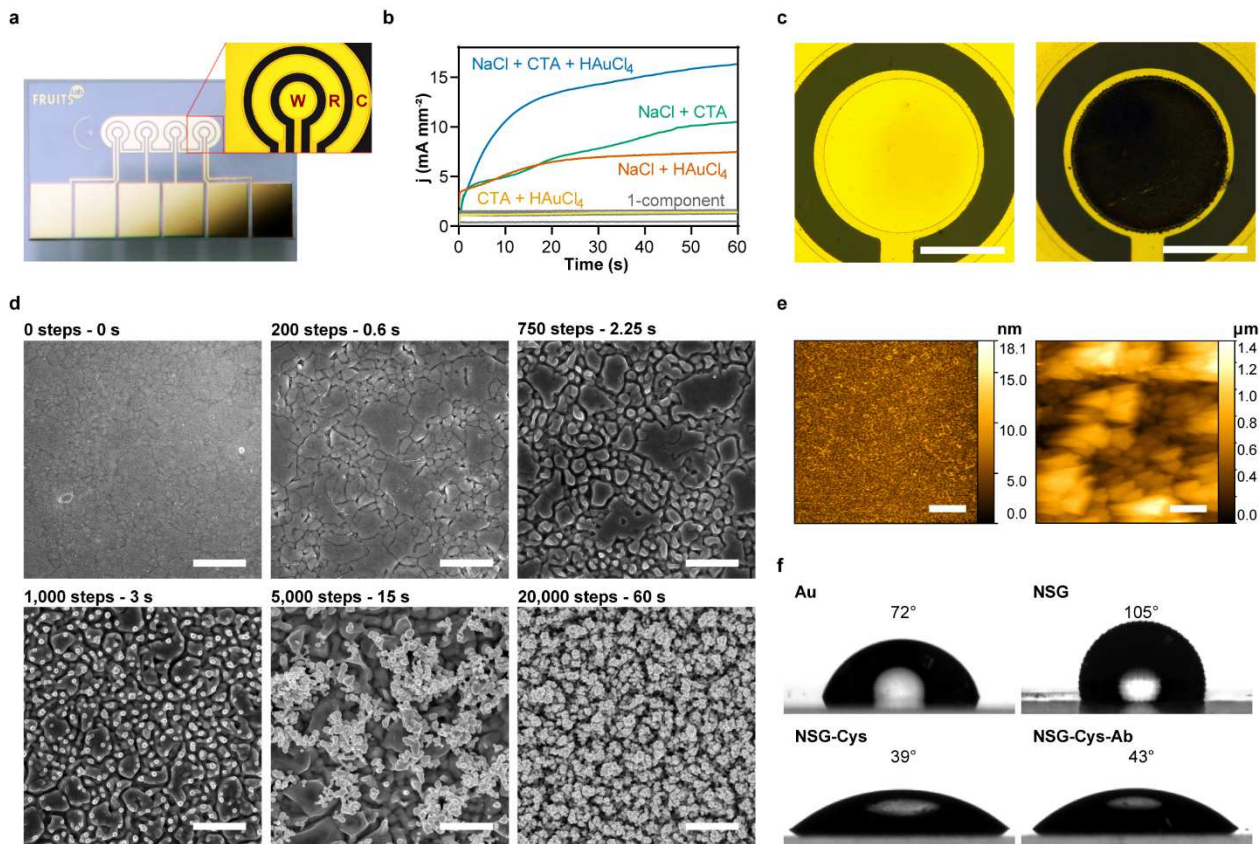 a
FRUITS Lab
W R C
b
j (mA mm⁻²)
15
10
5
0
NaCl + CTA + HAuCl₄
NaCl + CTA
NaCl + HAuCl₄
CTA + HAuCl₄
1-component
0 10 20 30 40 50 60
Time (s)
c
d
0 steps - 0 s
200 steps - 0.6 s
750 steps - 2.25 s
1,000 steps - 3 s
5,000 steps - 15 s
20,000 steps - 60 s
e
nm
18.1
15.0
10.0
5.0
0.0
µm
1.4
1.2
1.0
0.8
0.6
0.4
0.0
f
Au
72°
NSG
105°
NSG-Cys
39°
NSG-Cys-Ab
43°